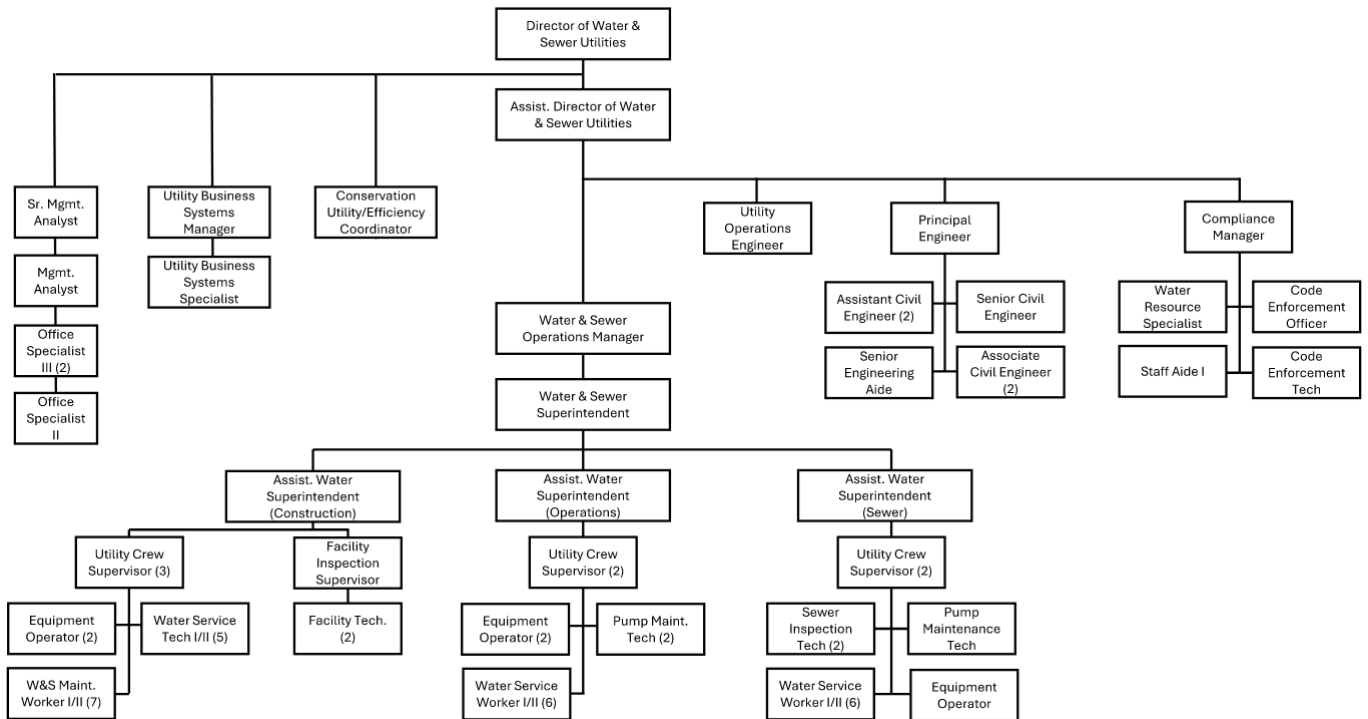 Director of Water &
Sewer Utilities
Assist. Director of Water
& Sewer Utilities
Sr. Mgmt.
Analyst
Utility Business
Systems
Manager
Conservation
Utility/Efficiency
Coordinator
Utility
Operations
Engineer
Principal
Engineer
Compliance
Manager
Mgmt.
Analyst
Utility Business
Systems
Specialist
Office
Specialist
III (2)
Office
Specialist
II
Assistant Civil
Engineer (2)
Senior Civil
Engineer
Senior
Engineering
Aide
Associate
Civil Engineer
(2)
Water
Resource
Specialist
Code
Enforcement
Officer
Staff Aide I
Code
Enforcement
Tech
Water & Sewer
Operations Manager
Water & Sewer
Superintendent
Assist. Water
Superintendent
(Construction)
Assist. Water
Superintendent
(Operations)
Assist. Water
Superintendent
(Sewer)
Utility Crew
Supervisor (3)
Facility
Inspection
Supervisor
Utility Crew
Supervisor (2)
Utility Crew
Supervisor (2)
Equipment
Operator (2)
Water Service
Tech I/II (5)
Facility Tech.
(2)
Equipment
Operator (2)
Pump Maint.
Tech (2)
Sewer
Inspection
Tech (2)
Pump
Maintenance
Tech
W&S Maint.
Worker I/II (7)
Water Service
Worker I/II (6)
Water Service
Worker I/II (6)
Equipment
Operator